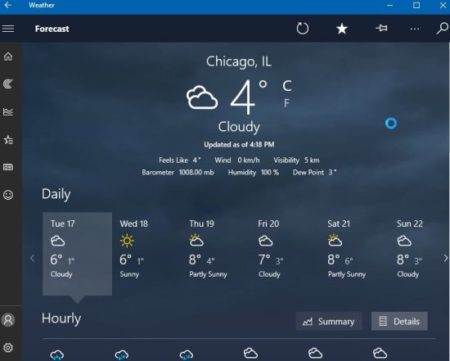 Weather
Forecast
Chicago, IL
4° C
F
Cloudy
Updated as of 4:18 PM
Feels Like 4° Wind 0 km/h Visibility 5 km
Barometer 1008.00 mb Humidity 100 % Dew Point 3°
Daily
Tue 17 Wed 18 Thu 19 Fri 20 Sat 21 Sun 22
6° 1° 6° 1° 8° 4° 7° 3° 8° 6° 8° 3°
Cloudy Sunny Partly Sunny Cloudy Partly Sunny Cloudy
Hourly Summary Details